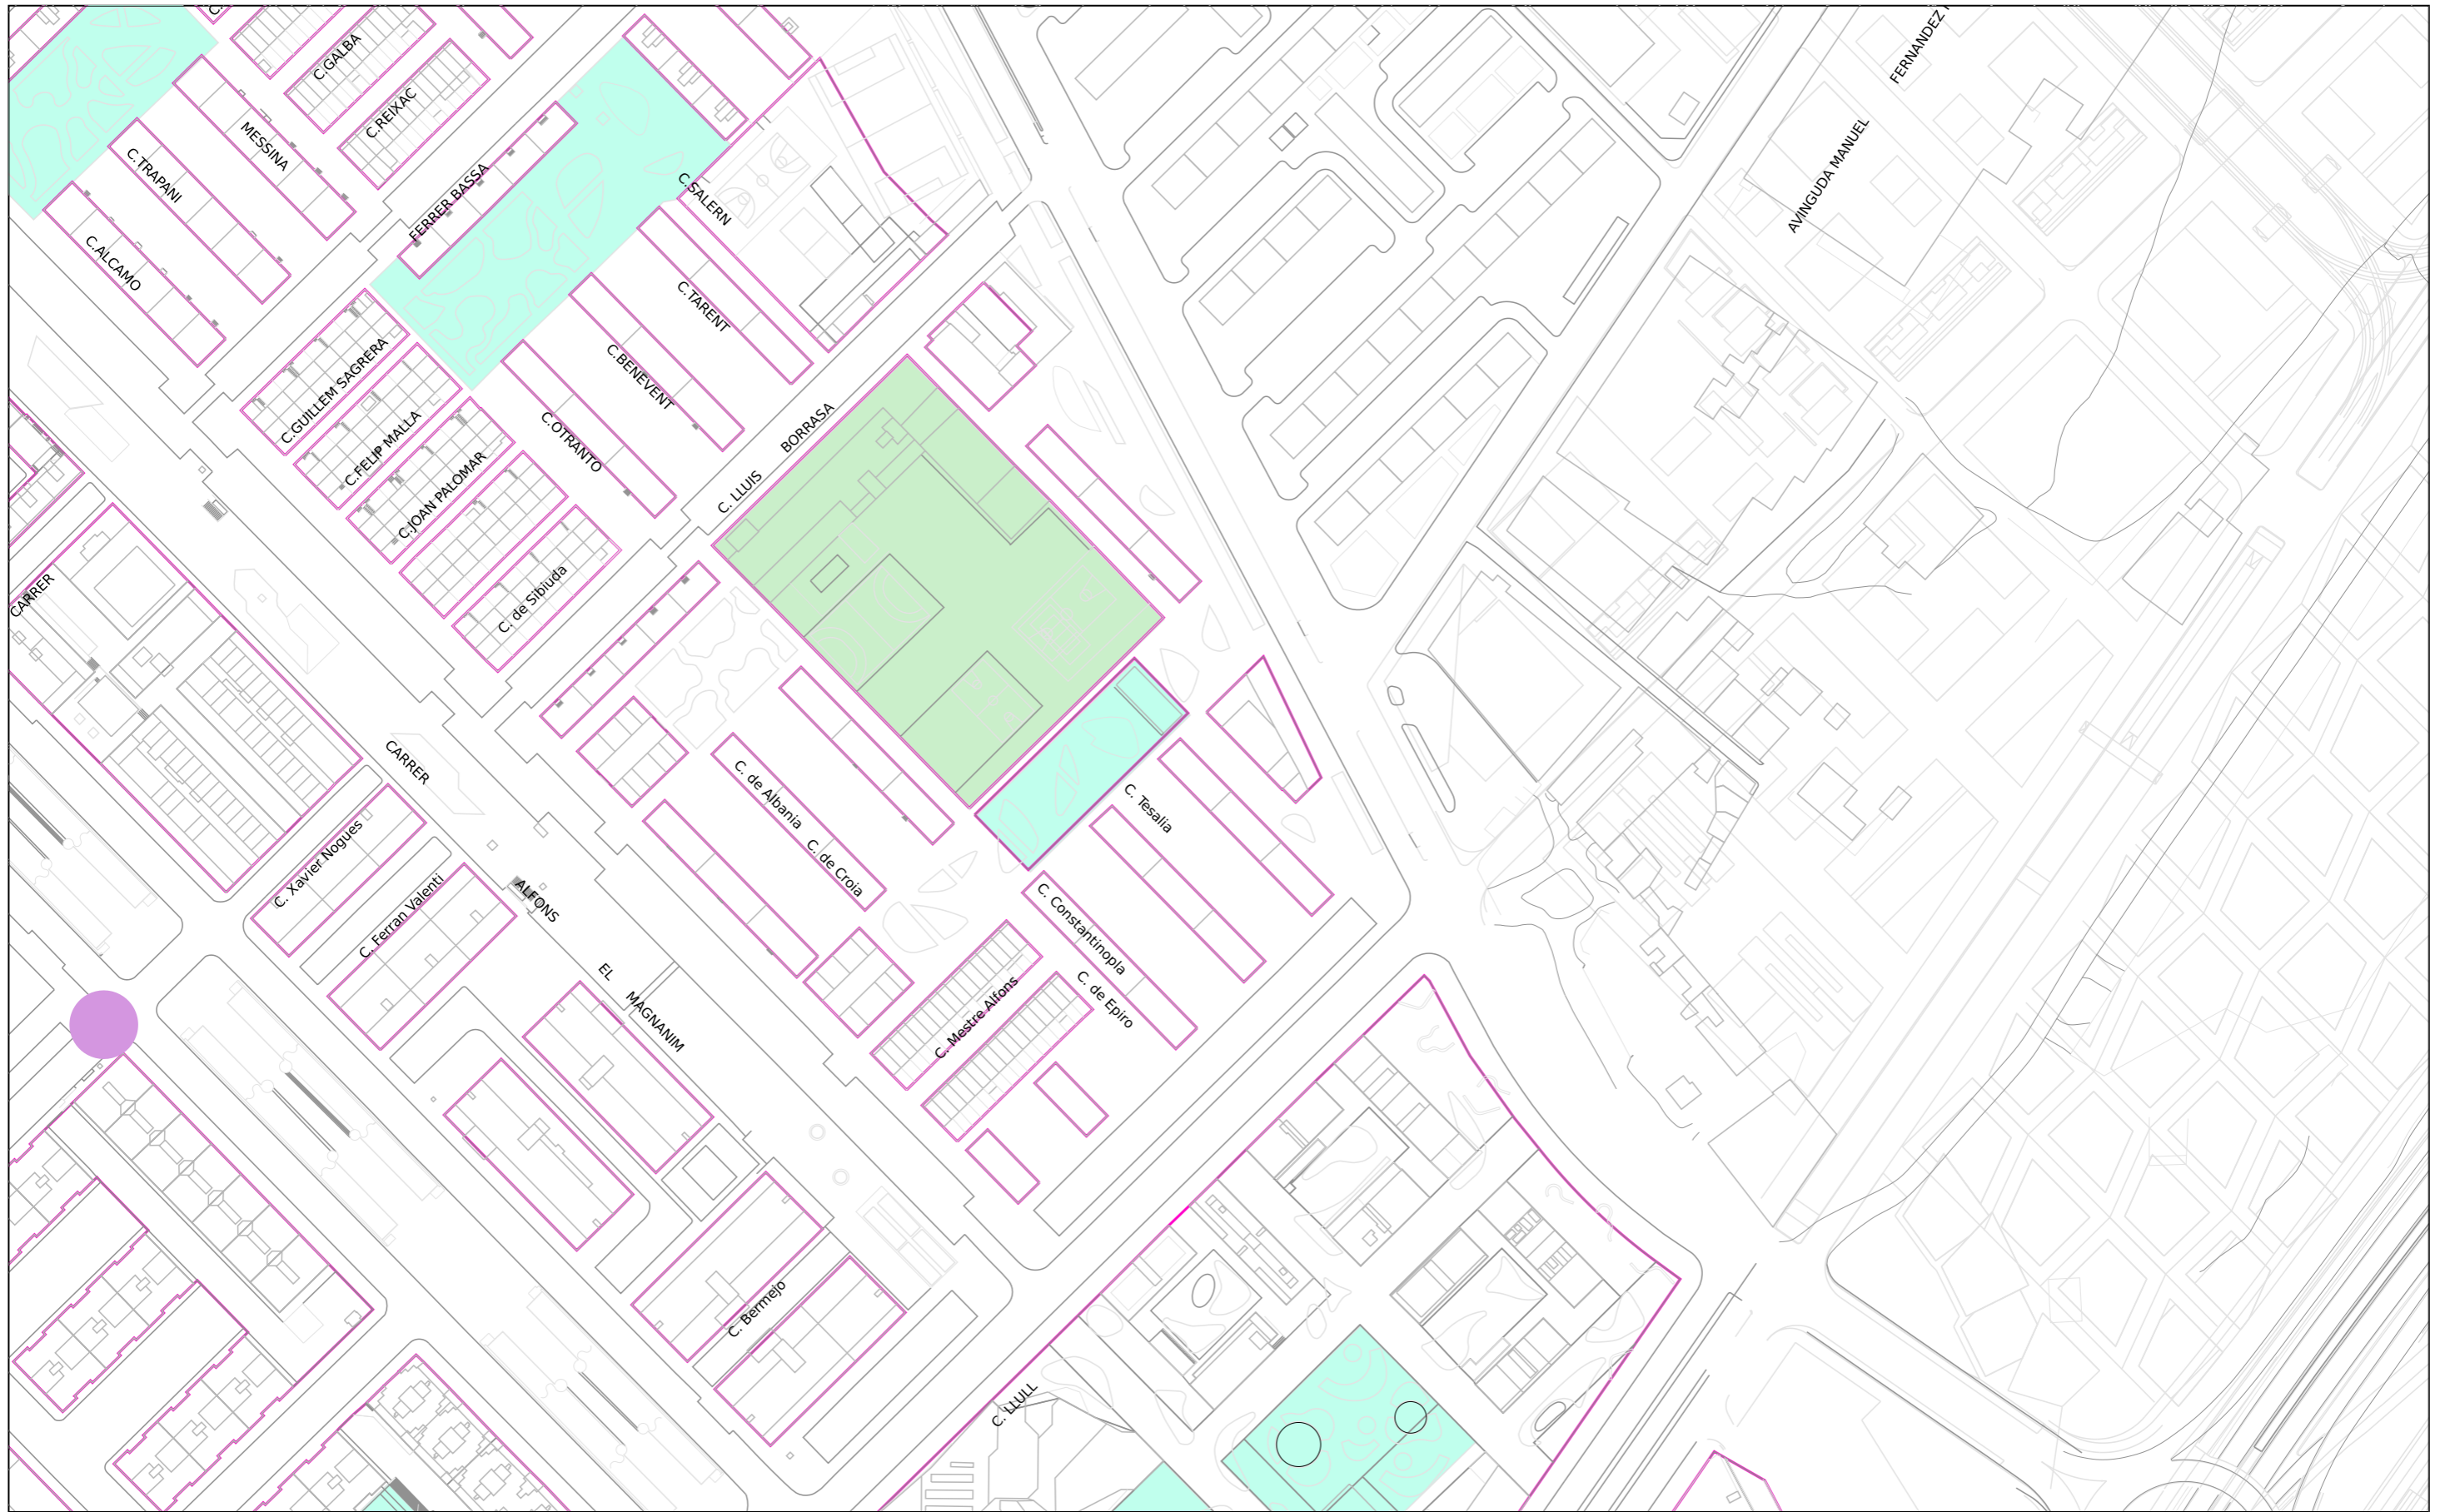 C.GALBA
C.REIXAC
MESSINA
C.TRAPANI
C.ALCAMO
FERRER BASSA
C.SALERN
C.TARENT
C.BENEVENT
C.OTRANTO
C.GUILLEM SAGRERA
C.FELIP MALLA
C.JOAN PALOMAR
C. de Sibiuda
C. LLUIS BORRASA
AVINGUDA MANUEL FERNANDEZ
CARRER
CARRER
ALFONS
EL
MAGNANIM
C. Xavier Nogues
C. Ferran Valenti
C. de Albania
C. de Croia
C. Tesalia
C. Constantinopla
C. de Epiro
C. Mestre Alfons
C. Bermejo
C. LLULL